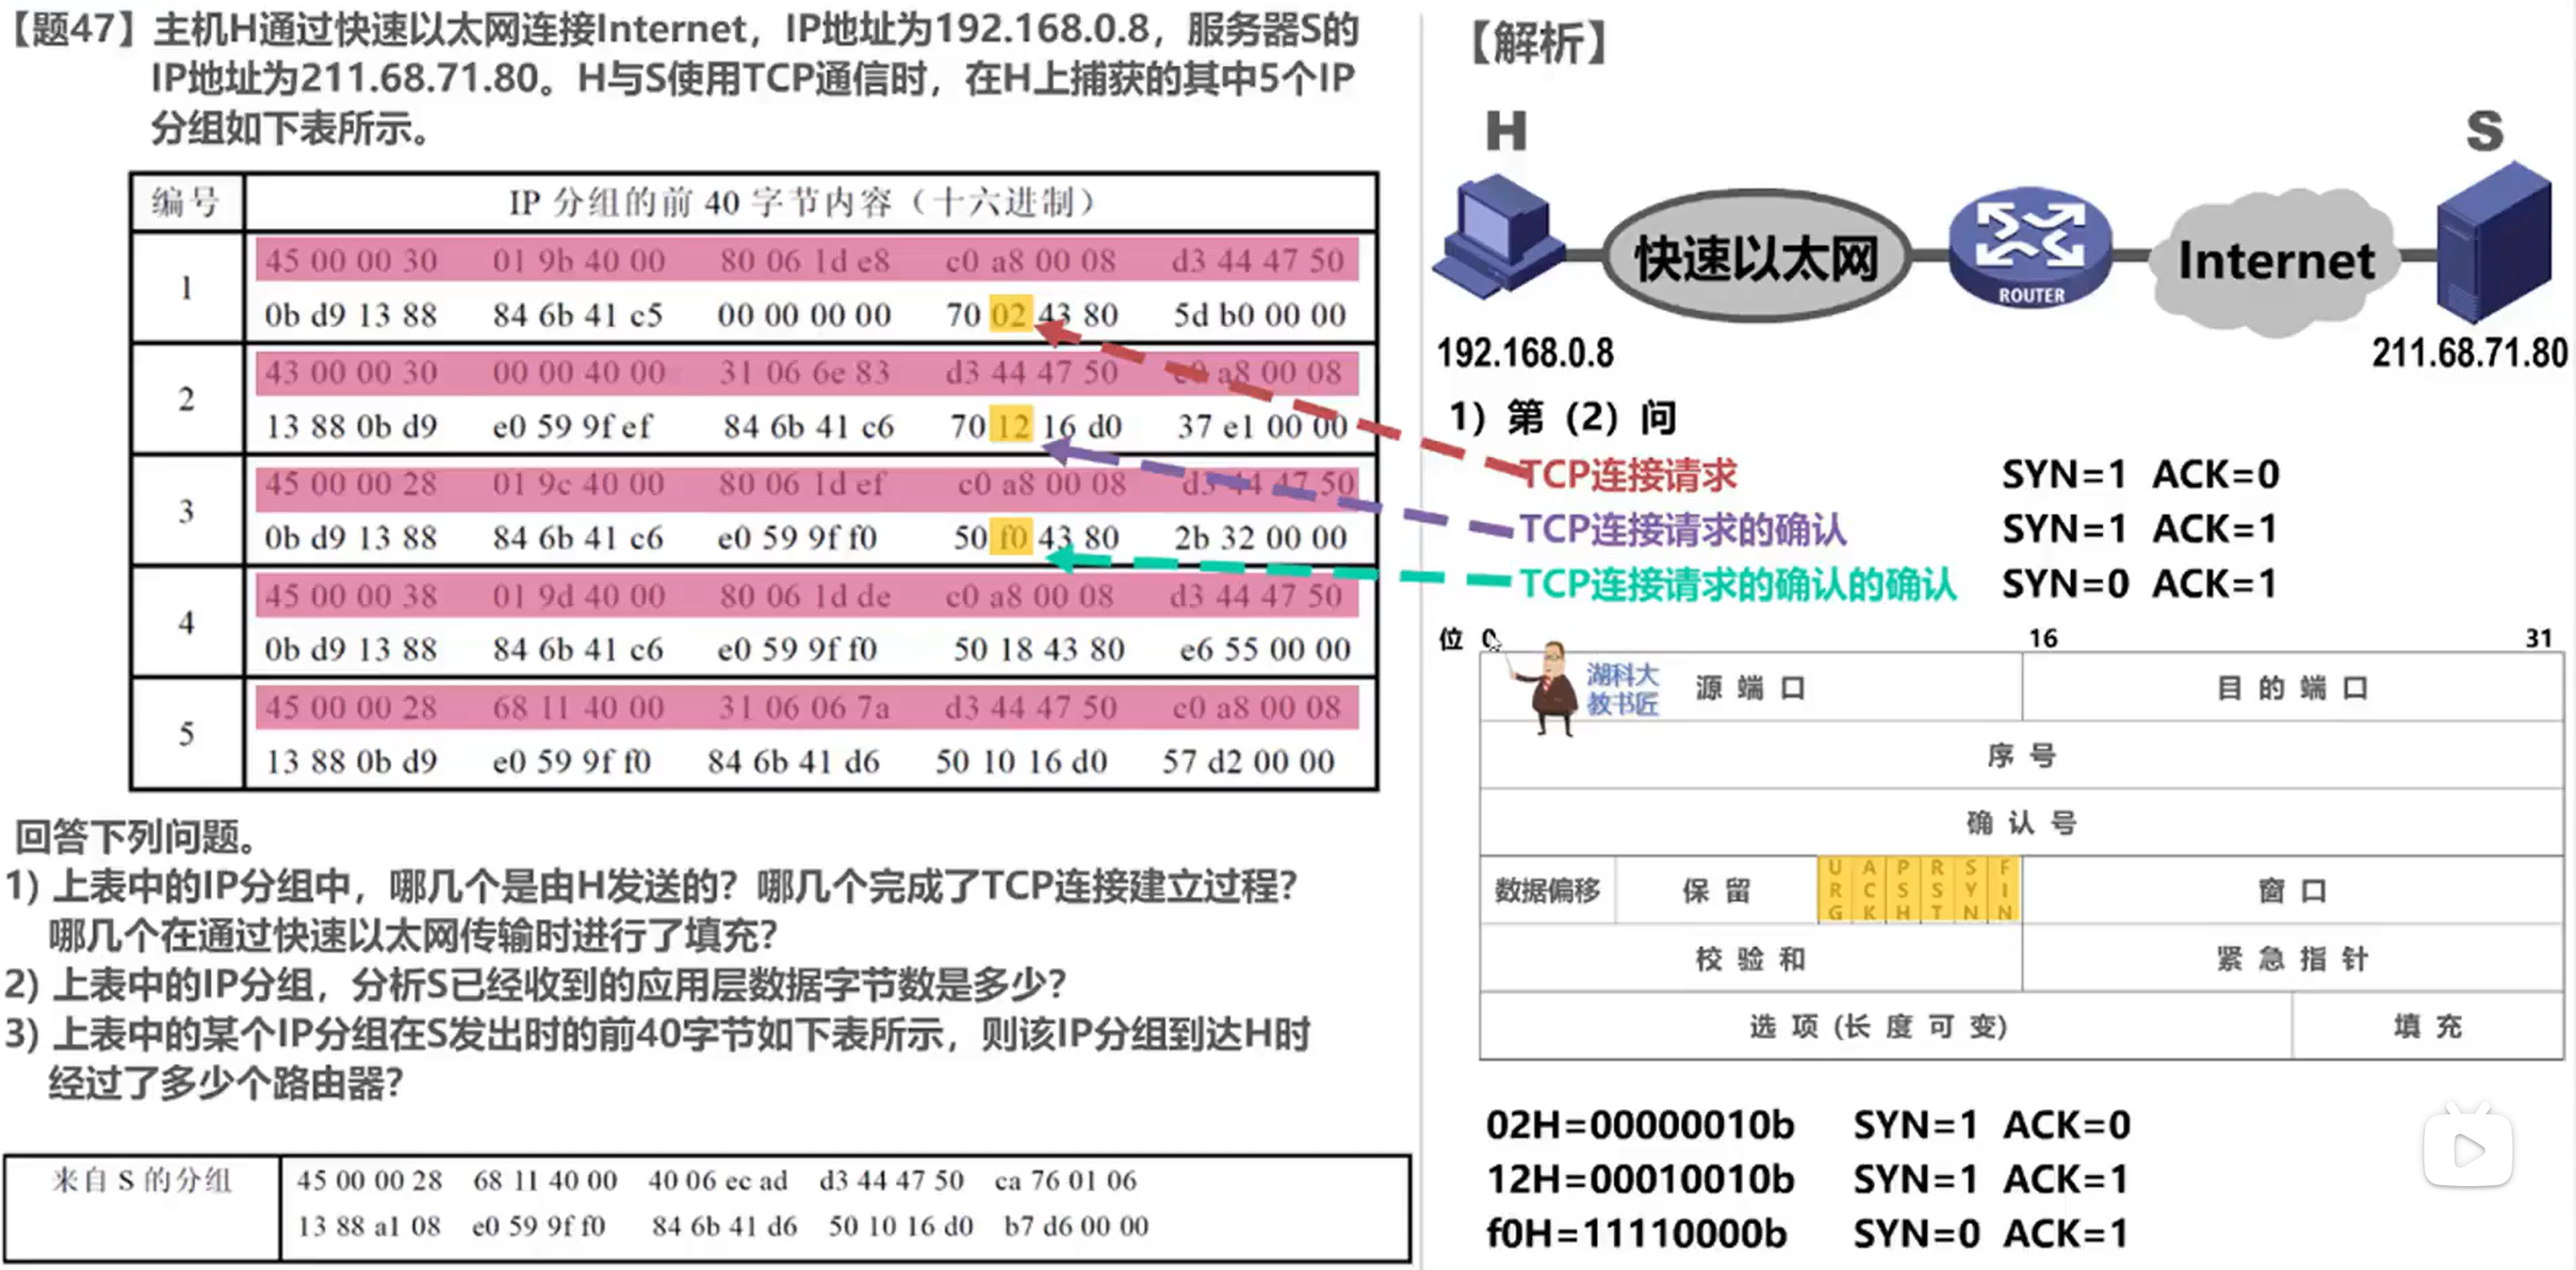 【题47】主机H通过快速以太网连接Internet，IP地址为192.168.0.8，服务器S的
IP地址为211.68.71.80。H与S使用TCP通信时，在H上捕获的其中5个IP
分组如下表所示。
编号 IP 分组的前 40 字节内容（十六进制）
1
45 00 00 30 01 9b 40 00 80 06 1d e8 c0 a8 00 08 d3 44 47 50
0b d9 13 88 84 6b 41 c5 00 00 00 00 70 02 43 80 5d b0 00 00
2
43 00 00 30 00 00 40 00 31 06 6e 83 d3 44 47 50 c0 a8 00 08
13 88 0b d9 e0 59 9f ef 84 6b 41 c6 70 12 16 d0 37 e1 00 00
3
45 00 00 28 01 9c 40 00 80 06 1d ef c0 a8 00 08 d3 44 47 50
0b d9 13 88 84 6b 41 c6 e0 59 9f f0 50 f0 43 80 2b 32 00 00
4
45 00 00 38 01 9d 40 00 80 06 1d de c0 a8 00 08 d3 44 47 50
0b d9 13 88 84 6b 41 c6 e0 59 9f f0 50 18 43 80 e6 55 00 00
5
45 00 00 28 68 11 40 00 31 06 06 7a d3 44 47 50 c0 a8 00 08
13 88 0b d9 e0 59 9f f0 84 6b 41 d6 50 10 16 d0 57 d2 00 00
回答下列问题。
1) 上表中的IP分组中，哪几个是由H发送的？哪几个完成了TCP连接建立过程？
哪几个在通过快速以太网传输时进行了填充？
2) 上表中的IP分组，分析S已经收到的应用层数据字节数是多少？
3) 上表中的某个IP分组在S发出时的前40字节如下表所示，则该IP分组到达H时
经过了多少个路由器？
来自 S 的分组
45 00 00 28 68 11 40 00 40 06 ec ad d3 44 47 50 ca 76 01 06
13 88 a1 08 e0 59 9f f0 84 6b 41 d6 50 10 16 d0 b7 d6 00 00
【解析】
H S
快速以太网 ROUTER Internet
192.168.0.8 211.68.71.80
1）第（2）问
TCP连接请求 SYN=1 ACK=0
TCP连接请求的确认 SYN=1 ACK=1
TCP连接请求的确认的确认 SYN=0 ACK=1
位 0 16 31
湖科大
教书匠
源 端 口 目 的 端 口
序 号
确 认 号
数据偏移 保 留 URG ACK PSH RST SYN FIN 窗 口
校 验 和 紧 急 指 针
选 项 (长 度 可 变) 填 充
02H=00000010b SYN=1 ACK=0
12H=00010010b SYN=1 ACK=1
f0H=11110000b SYN=0 ACK=1